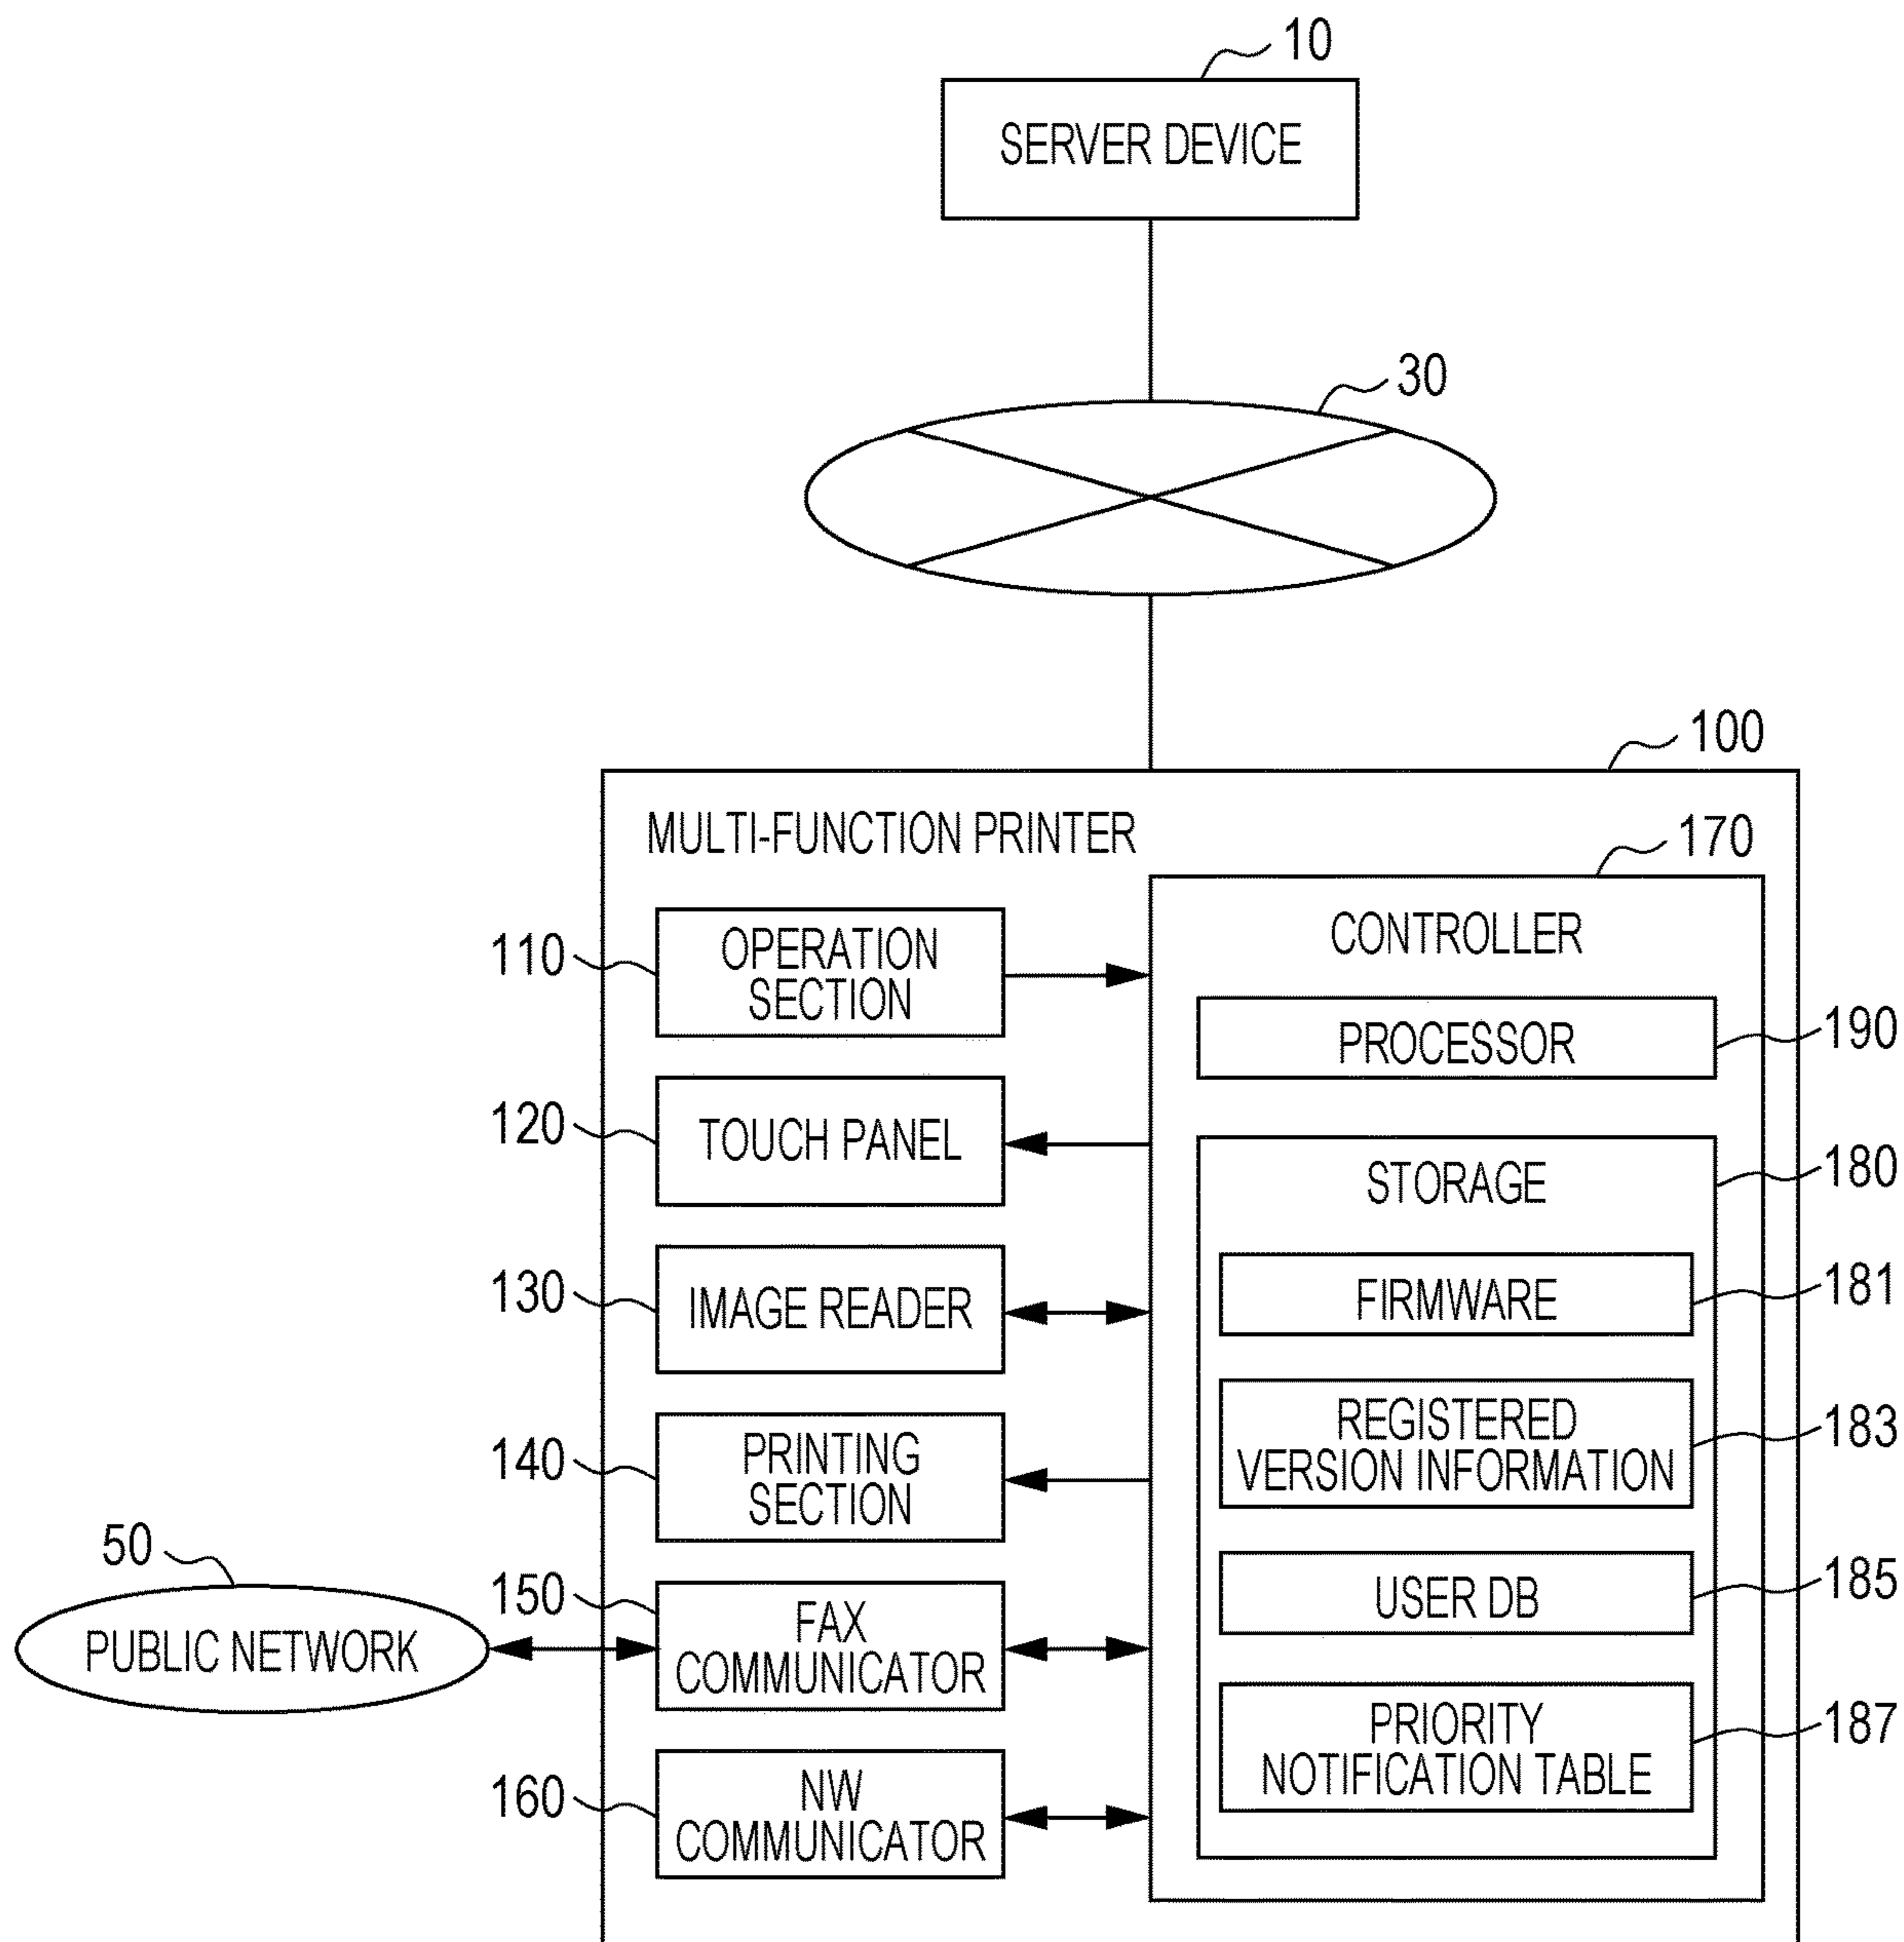 10
SERVER DEVICE
30
100
MULTI-FUNCTION PRINTER
170
CONTROLLER
110
OPERATION
SECTION
PROCESSOR
190
120
TOUCH PANEL
STORAGE
180
130
IMAGE READER
FIRMWARE
181
140
PRINTING
SECTION
REGISTERED
VERSION INFORMATION
183
50
PUBLIC NETWORK
150
FAX
COMMUNICATOR
USER DB
185
160
NW
COMMUNICATOR
PRIORITY
NOTIFICATION TABLE
187